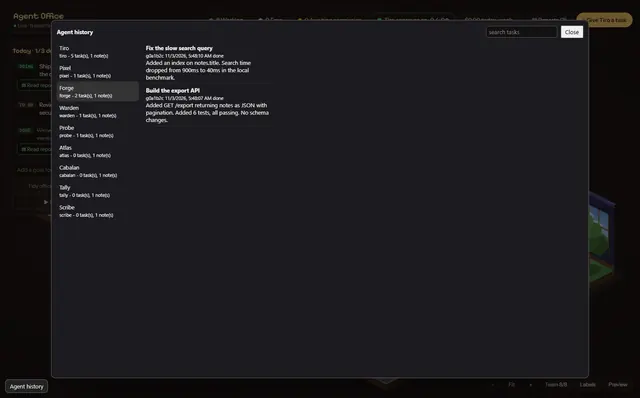 Agent Office
Give Tiro a task
Today · 1/3 d
Agent history
search tasks
Close
Tiro
tiro - 5 task(s), 1 note(s)
Pixel
pixel - 1 task(s), 1 note(s)
Forge
forge - 2 task(s), 1 note(s)
Warden
warden - 1 task(s), 1 note(s)
Probe
probe - 1 task(s), 1 note(s)
Atlas
atlas - 0 task(s), 1 note(s)
Cabalan
cabalan - 0 task(s), 1 note(s)
Tally
tally - 0 task(s), 1 note(s)
Scribe
scribe - 0 task(s), 1 note(s)
Fix the slow search query
11/3/2026, 5:48:10 AM done
Added an index on notes.title. Search time
dropped from 900ms to 40ms in the local
benchmark.
Build the export API
11/3/2026, 5:48:07 AM done
Added GET /export returning notes as JSON with
pagination. Added 6 tests, all passing. No schema
changes.
Agent history
Fit
Labels
Preview